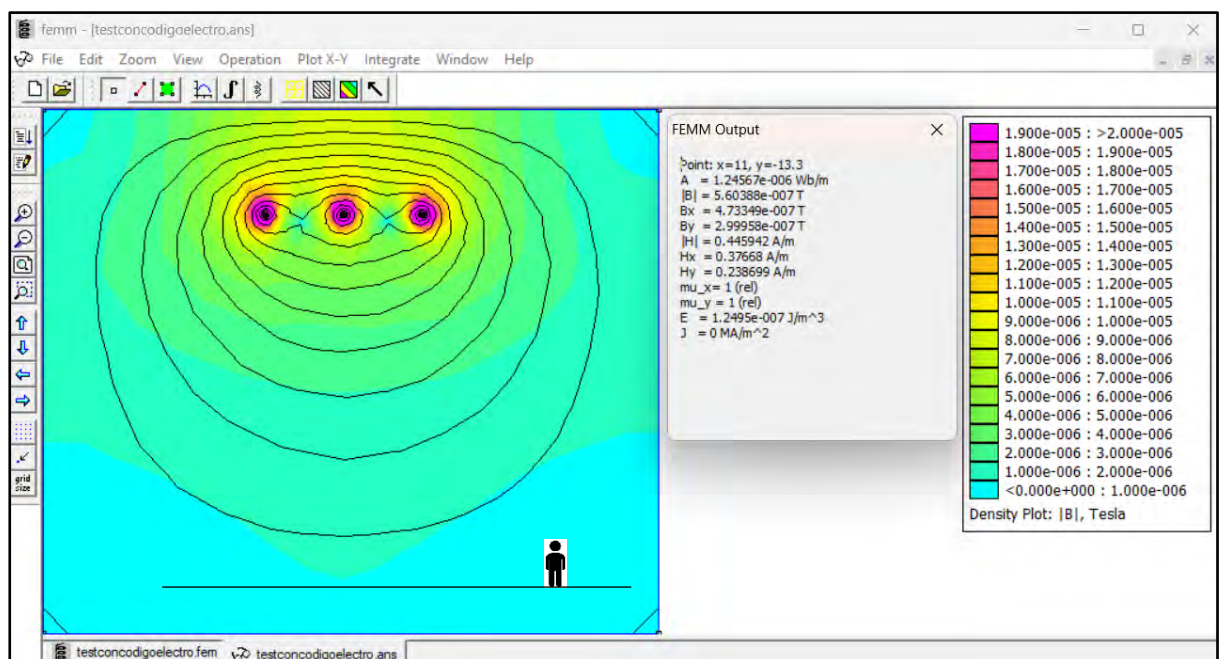 femm - [testconcodigoelectro.ans]
File Edit Zoom View Operation Plot X-Y Integrate Window Help
grid
size
FEMM Output
Point: x=11, y=-13.3
A = 1.24567e-006 Wb/m
|B| = 5.60388e-007 T
Bx = 4.73349e-007 T
By = 2.99958e-007 T
|H| = 0.445942 A/m
Hx = 0.37668 A/m
Hy = 0.238699 A/m
mu_x= 1 (rel)
mu_y = 1 (rel)
E = 1.2495e-007 J/m^3
J = 0 MA/m^2
1.900e-005 : >2.000e-005
1.800e-005 : 1.900e-005
1.700e-005 : 1.800e-005
1.600e-005 : 1.700e-005
1.500e-005 : 1.600e-005
1.400e-005 : 1.500e-005
1.300e-005 : 1.400e-005
1.200e-005 : 1.300e-005
1.100e-005 : 1.200e-005
1.000e-005 : 1.100e-005
9.000e-006 : 1.000e-005
8.000e-006 : 9.000e-006
7.000e-006 : 8.000e-006
6.000e-006 : 7.000e-006
5.000e-006 : 6.000e-006
4.000e-006 : 5.000e-006
3.000e-006 : 4.000e-006
2.000e-006 : 3.000e-006
1.000e-006 : 2.000e-006
<0.000e+000 : 1.000e-006
Density Plot: |B|, Tesla
testconcodigoelectro.fem testconcodigoelectro.ans